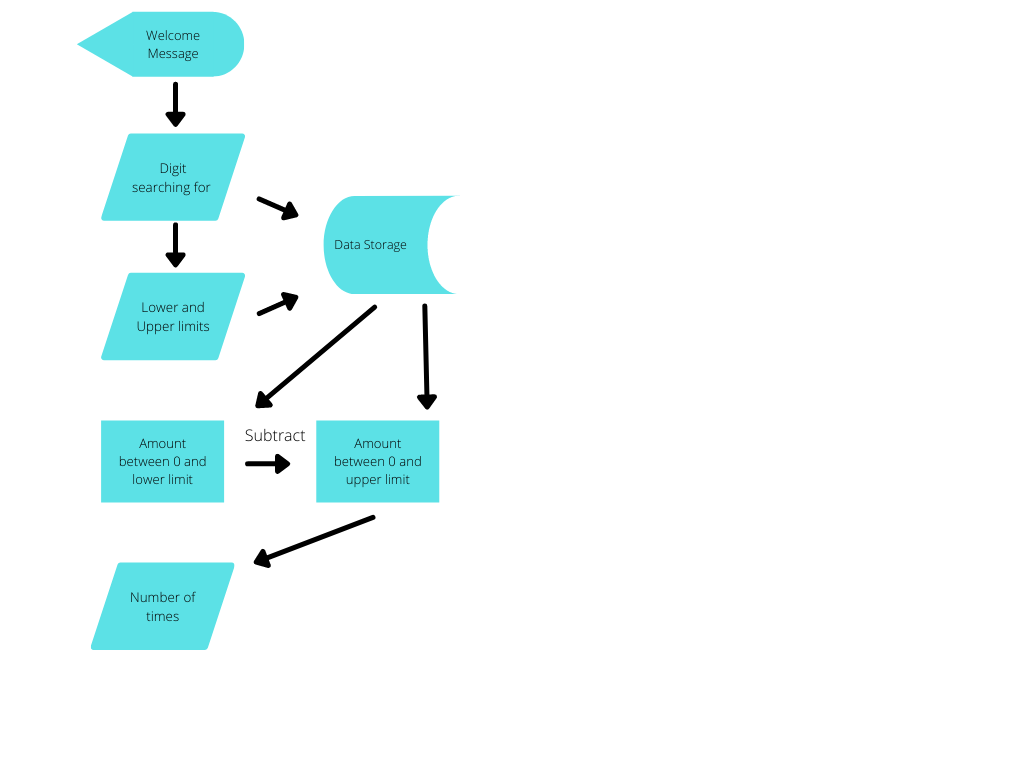 Welcome
Message
Digit
searching for
Data Storage
Lower and
Upper limits
Amount
between 0 and
lower limit
Subtract
Amount
between 0 and
upper limit
Number of
times